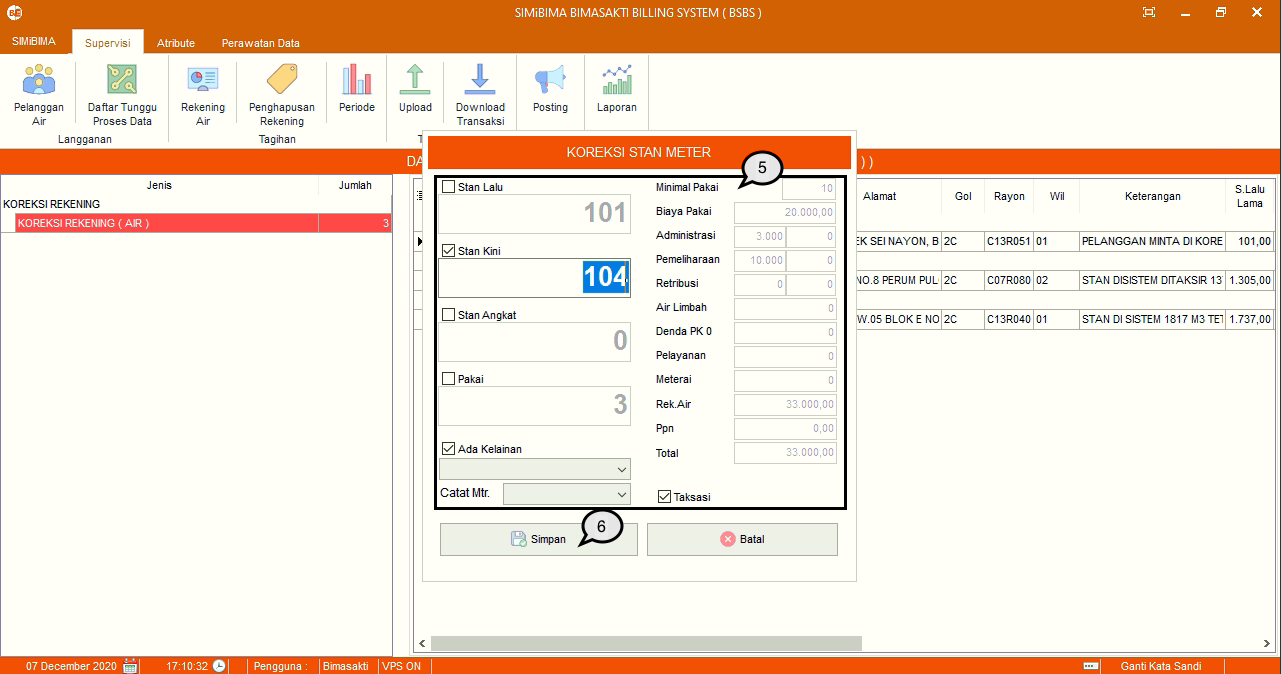 SIMiBIMA BIMASAKTI BILLING SYSTEM ( BSBS )
SIMiBIMA Supervisi Atribute Perawatan Data
Pelanggan Air
Daftar Tunggu Proses Data
Rekening Air
Penghapusan Rekening
Periode
Upload
Download Transaksi
Posting
Laporan
Langganan
Tagihan
T
DA
) )
Jenis Jumlah
KOREKSI REKENING
KOREKSI REKENING ( AIR ) 3
KOREKSI STAN METER
5
Stan Lalu
101
Stan Kini
104
Stan Angkat
0
Pakai
3
Ada Kelainan
Catat Mtr.
Minimal Pakai 10
Biaya Pakai 20.000,00
Administrasi 3.000 0
Pemeliharaan 10.000 0
Retribusi 0 0
Air Limbah 0
Denda PK 0 0
Pelayanan 0
Meterai 0
Rek.Air 33.000,00
Ppn 0,00
Total 33.000,00
Taksasi
6
Simpan Batal
Alamat Gol Rayon Wil Keterangan S.Lalu Lama
EK SEI NAYON, B 2C C13R051 01 PELANGGAN MINTA DI KORE 101,00
NO.8 PERUM PUL 2C C07R080 02 STAN DISISTEM DITAKSIR 13 1.305,00
W.05 BLOK E NO 2C C13R040 01 STAN DI SISTEM 1817 M3 TET 1.737,00
07 December 2020 17:10:32 Pengguna : Bimasakti VPS ON Ganti Kata Sandi